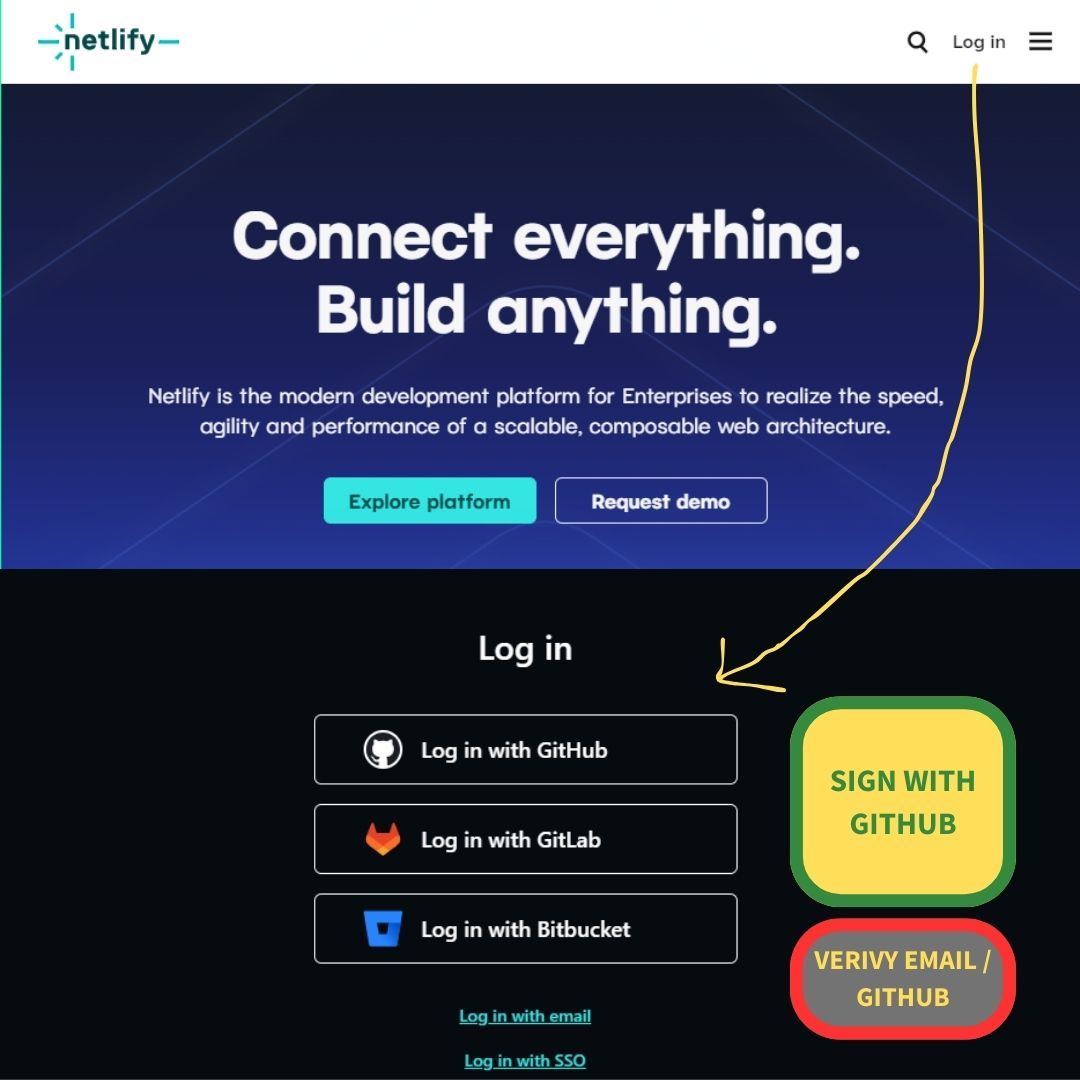 netlify
Log in
Connect everything.
Build anything.
Netlify is the modern development platform for Enterprises to realize the speed,
agility and performance of a scalable, composable web architecture.
Explore platform
Request demo
Log in
Log in with GitHub
Log in with GitLab
Log in with Bitbucket
Log in with email
Log in with SSO
SIGN WITH
GITHUB
VERIVY EMAIL /
GITHUB